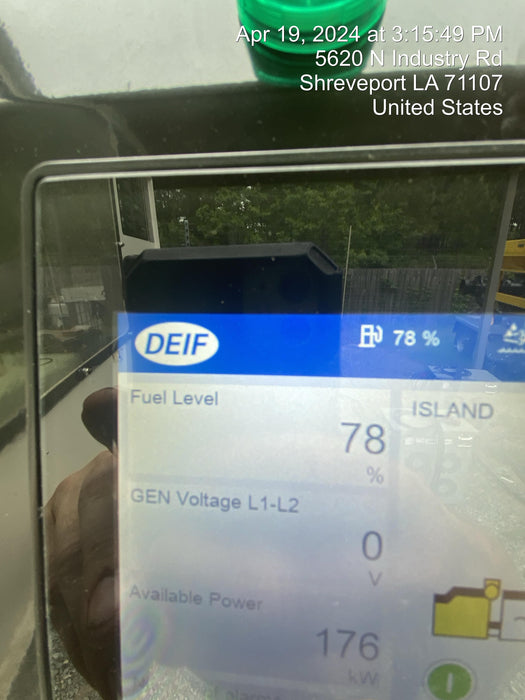 Apr 19, 2024 at 3:15:49 PM
5620 N Industry Rd
Shreveport LA 71107
United States
DEIF
78 %
Fuel Level
ISLAND
78
%
GEN Voltage L1-L2
0
V
Available Power
176
kW